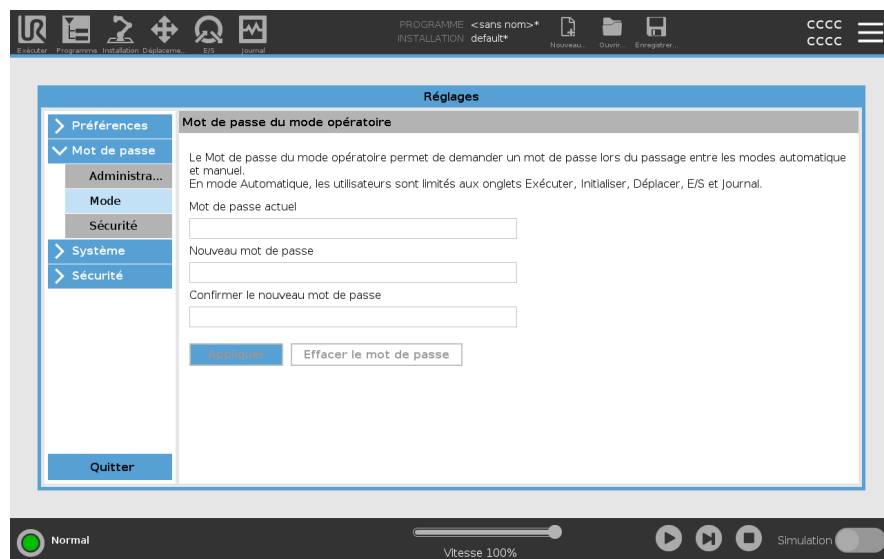 PROGRAMME <sans nom>*
INSTALLATION default*
CCCC
CCCC
Exécuter Programme Installation Déplaceme... E/S Journal Nouveau... Ouvrir... Enregistrer...
Réglages
Préférences
Mot de passe
Administra...
Mode
Sécurité
Système
Sécurité
Quitter
Mot de passe du mode opératoire
Le Mot de passe du mode opératoire permet de demander un mot de passe lors du passage entre les modes automatique
et manuel.
En mode Automatique, les utilisateurs sont limités aux onglets Exécuter, Initialiser, Déplacer, E/S et Journal.
Mot de passe actuel
Nouveau mot de passe
Confirmer le nouveau mot de passe
Appliquer Effacer le mot de passe
Normal
Vitesse 100%
Simulation